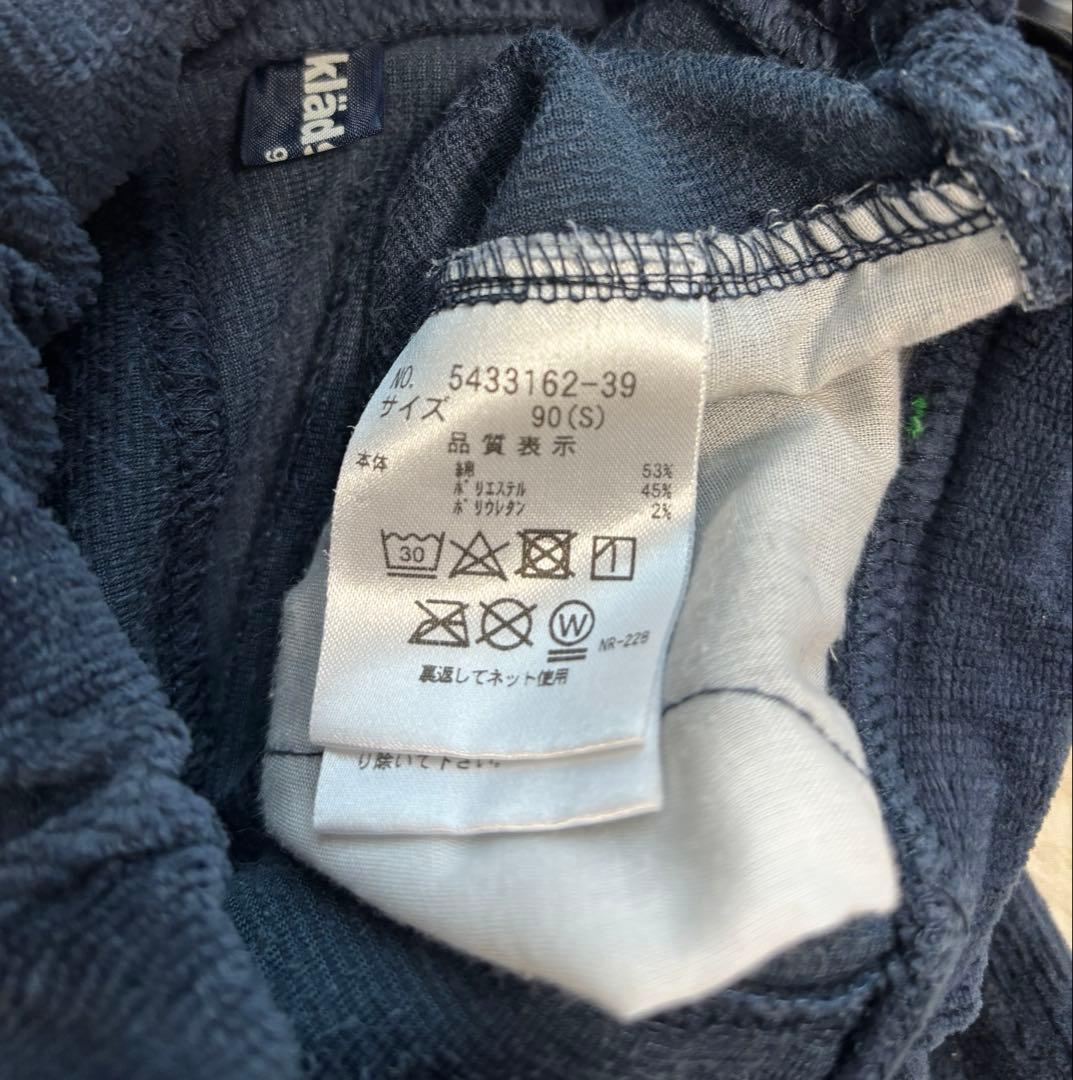 kläd
NO. 5433162-39
サイズ 90(S)
品質表示
本体
綿 53%
ポリエステル 45%
ポリウレタン 2%
30
W
NR-228
裏返してネット使用
り除いて下さい。